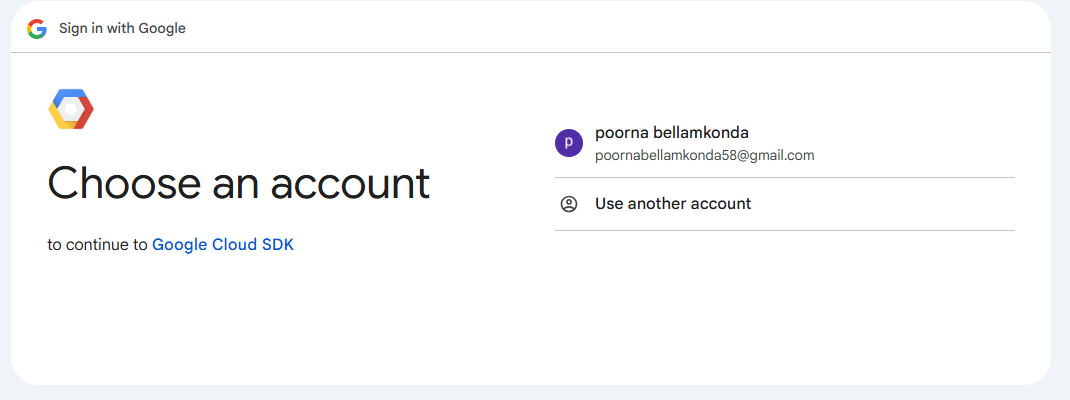 Sign in with Google
Choose an account
to continue to Google Cloud SDK
p
poorna bellamkonda
poornabellamkonda58@gmail.com
Use another account